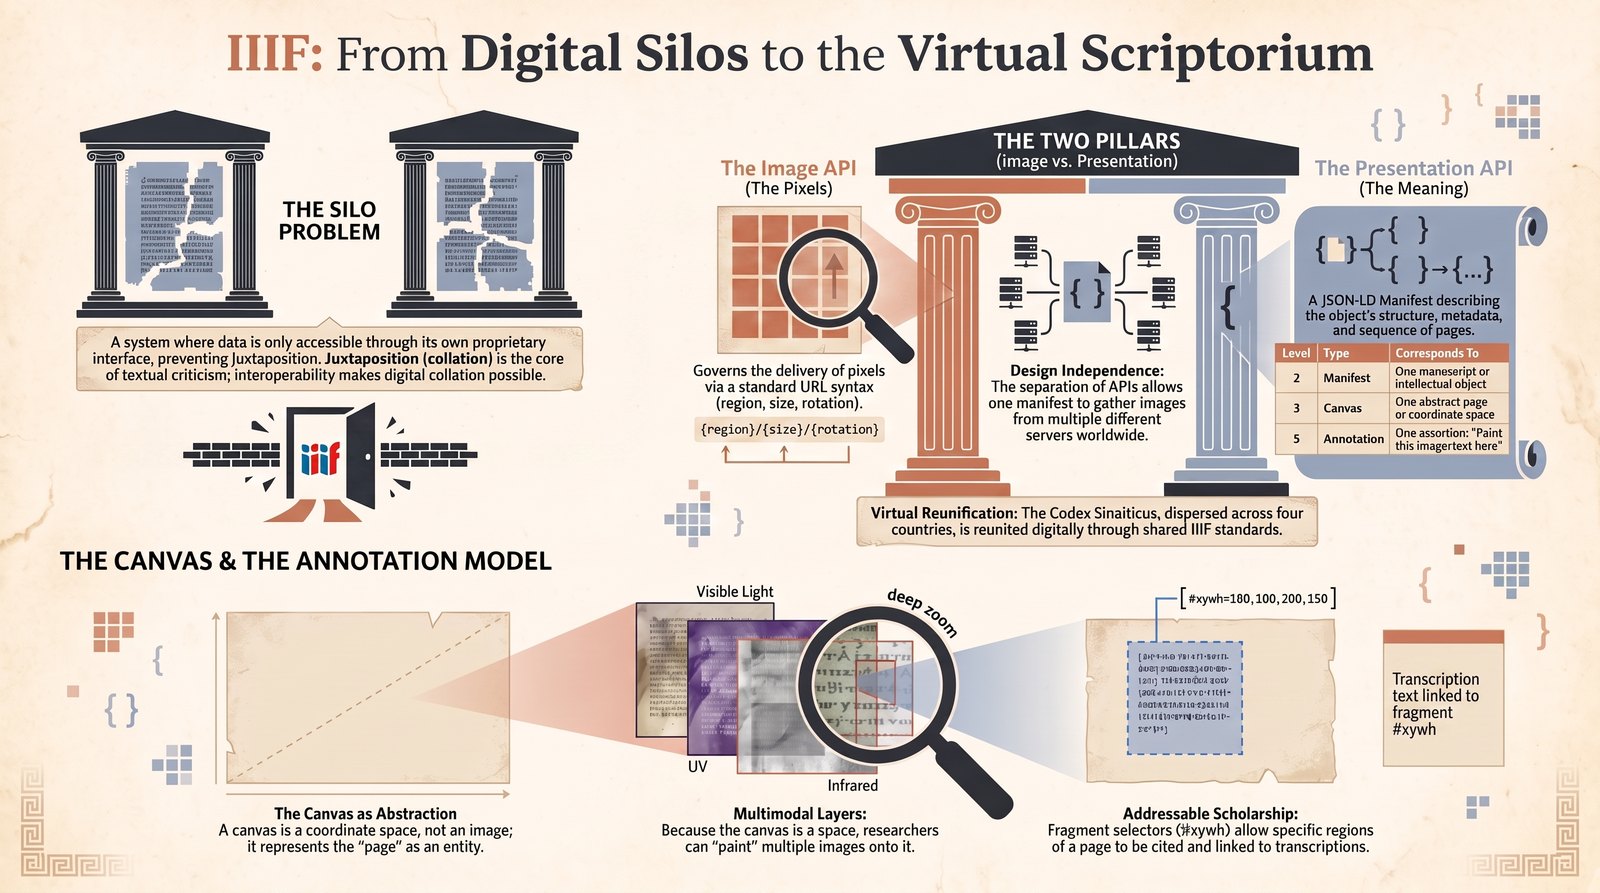 IIIF: From Digital Silos to the Virtual Scriptorium
THE SILO
PROBLEM
A system where data is only accessible through its own proprietary
interface, preventing Juxtaposition. Juxtaposition (collation) is the core
of textual criticism; interoperability makes digital collation possible.
iiif
THE TWO PILLARS
(image vs. Presentation)
The Image API
(The Pixels)
Governs the delivery of pixels
via a standard URL syntax
(region, size, rotation).
{region}/{size}/{rotation}
{ }
Design Independence:
The separation of APIs allows
one manifest to gather images
from multiple different
servers worldwide.
{
The Presentation API
(The Meaning)
{ } { }
{ } → {...}
A JSON-LD Manifest describing
the object's structure, metadata,
and sequence of pages.
Level Type Corresponds To
2 Manifest One maneseript or
intellectual object
3 Canvas One abstract page
or coordinate space
5 Annotation One assortion: "Paint
this imagertext here"
Virtual Reunification: The Codex Sinaiticus, dispersed across four
countries, is reunited digitally through shared IIIF standards.
THE CANVAS & THE ANNOTATION MODEL
The Canvas as Abstraction
A canvas is a coordinate space, not an image;
it represents the "page" as an entity.
Visible Light
UV
Infrared
deep zoom
Multimodal Layers:
Because the canvas is a space, researchers
can "paint" multiple images onto it.
[#xywh=180,100,200,150]
Transcription
text linked to
fragment
#xywh
Addressable Scholarship:
Fragment selectors (#xywh) allow specific regions
of a page to be cited and linked to transcriptions.